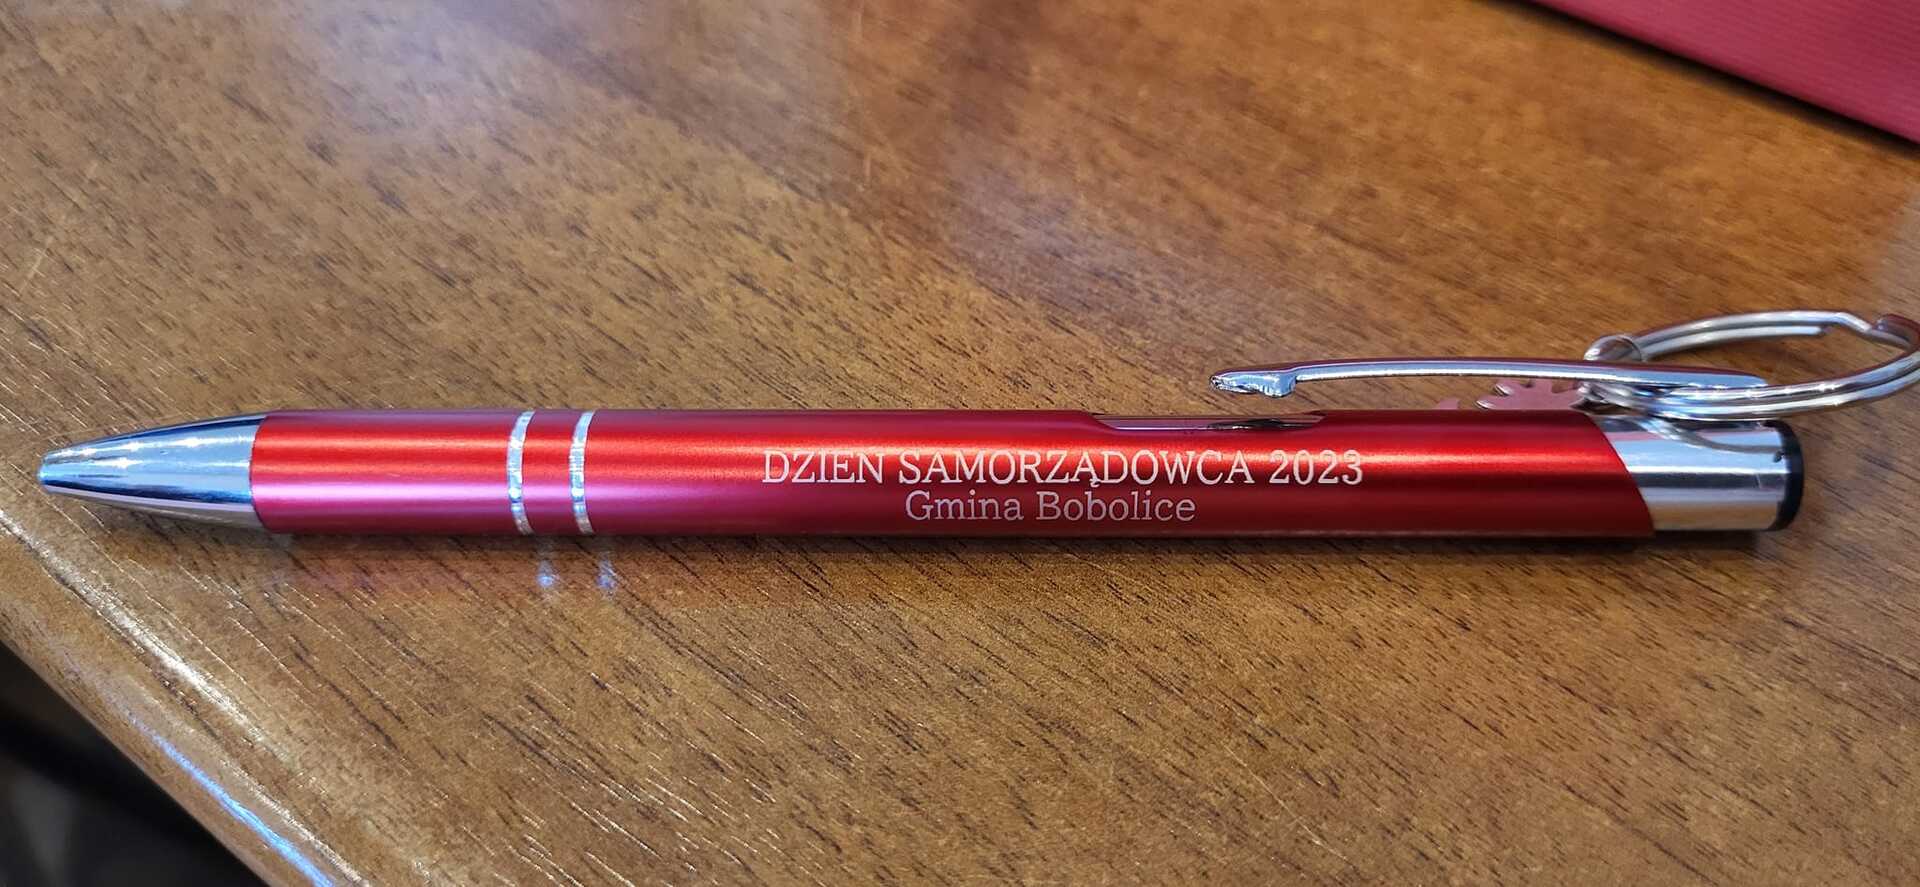 DZIEN SAMORZĄDOWCA 2023
Gmina Bobolice